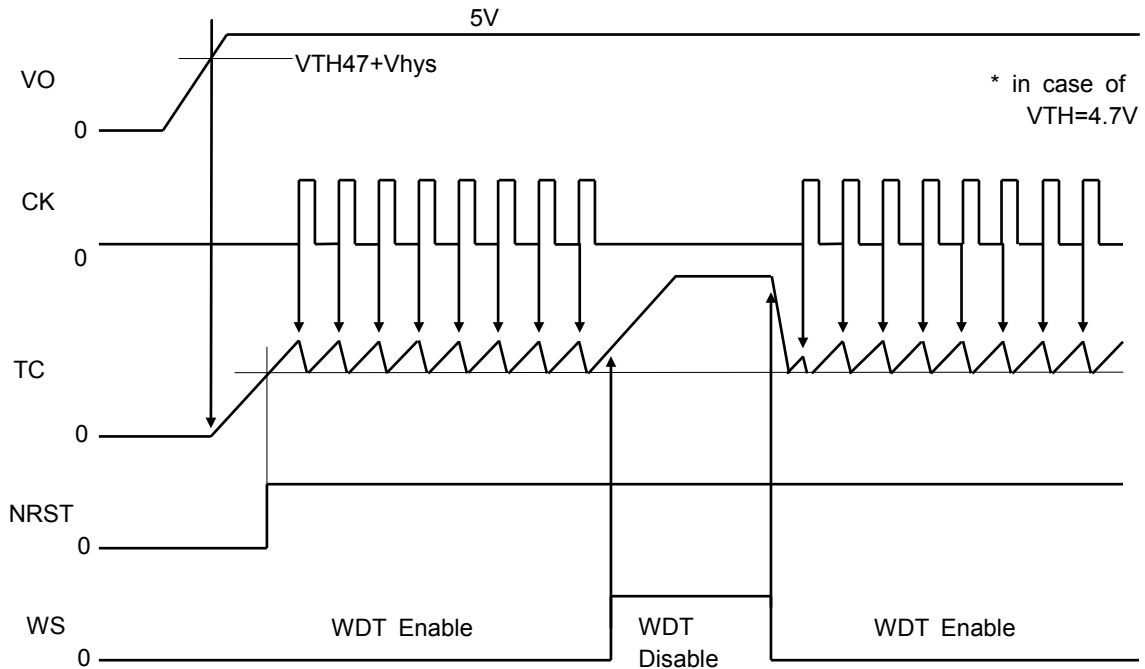 5V
VO
VTH47+Vhys
* in case of
VTH=4.7V
0
CK
0
TC
0
NRST
0
WS
WDT Enable
WDT
Disable
WDT Enable
0